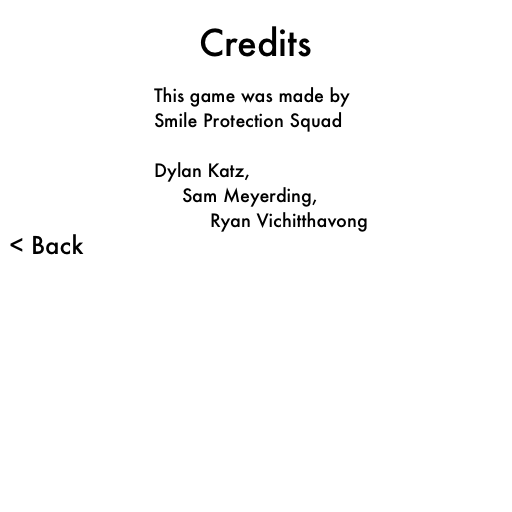 Credits
This game was made by
Smile Protection Squad
Dylan Katz,
Sam Meyerding,
Ryan Vichitthavong
< Back